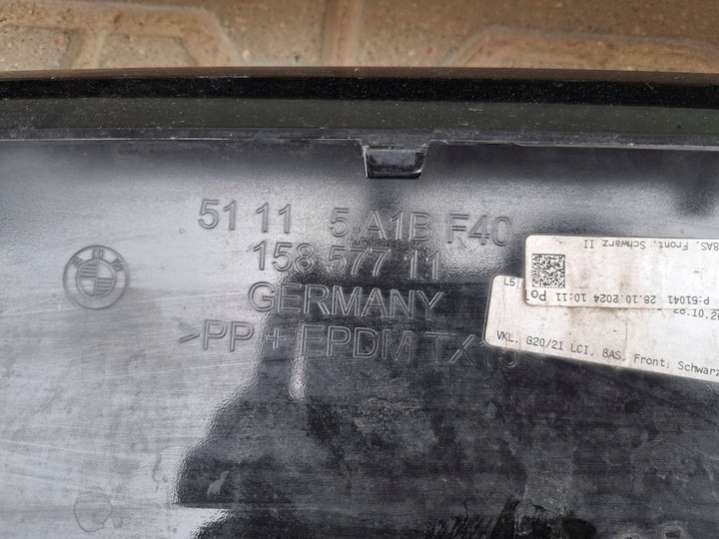 51 11 5.A1B F40
158 577 11
GERMANY
>PP + EPDM TX
BAS, Front, Schwarz II
Po 28.10.2024 10:11 P:51041
VKL, G20/21 LCI, BAS, Front, Schwarz
BMW